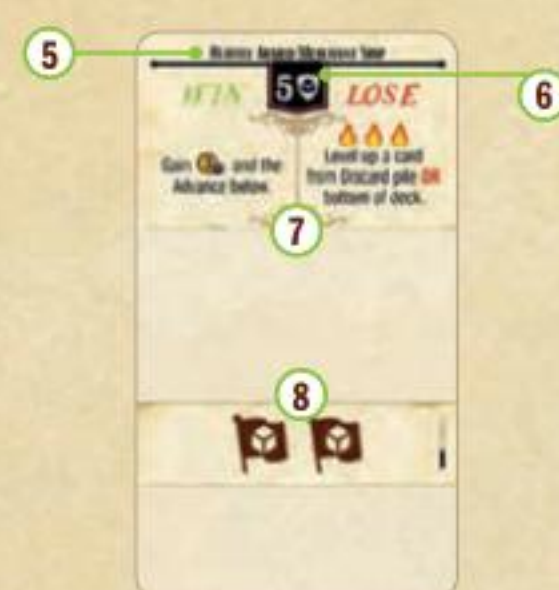 5
6
5
WIN
LOSE
Gain and the
Advance below.
Level up a card
from Discard pile OR
bottom of deck.
7
8